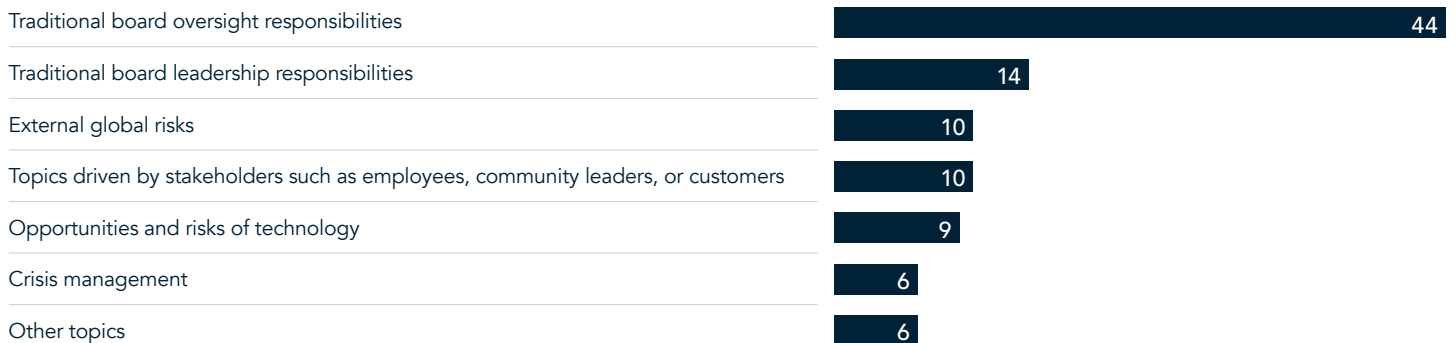 Traditional board oversight responsibilities 44
Traditional board leadership responsibilities 14
External global risks 10
Topics driven by stakeholders such as employees, community leaders, or customers 10
Opportunities and risks of technology 9
Crisis management 6
Other topics 6